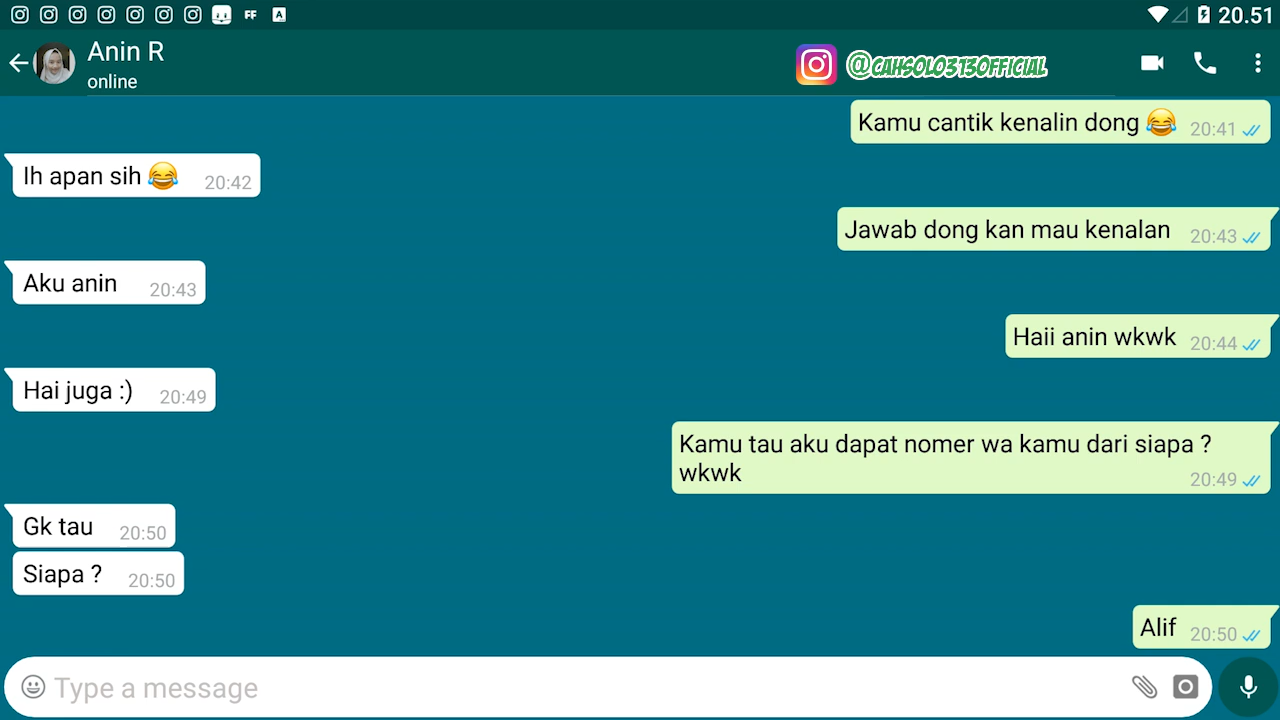 FF A 20.51
Anin R
online
@CAHSOLO313OFFICIAL
Kamu cantik kenalin dong 😂 20:41
Ih apan sih 😂 20:42
Jawab dong kan mau kenalan 20:43
Aku anin 20:43
Haii anin wkwk 20:44
Hai juga :) 20:49
Kamu tau aku dapat nomer wa kamu dari siapa ?
wkwk 20:49
Gk tau 20:50
Siapa ? 20:50
Alif 20:50
Type a message